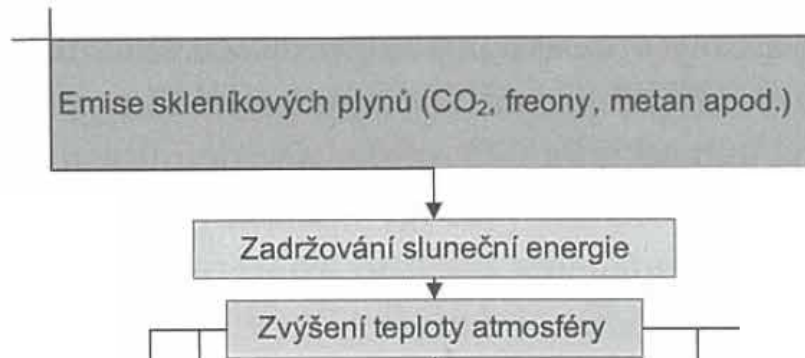 Emise skleníkových plynů (CO₂, freony, metan apod.)
Zadržování sluneční energie
Zvýšení teploty atmosféry